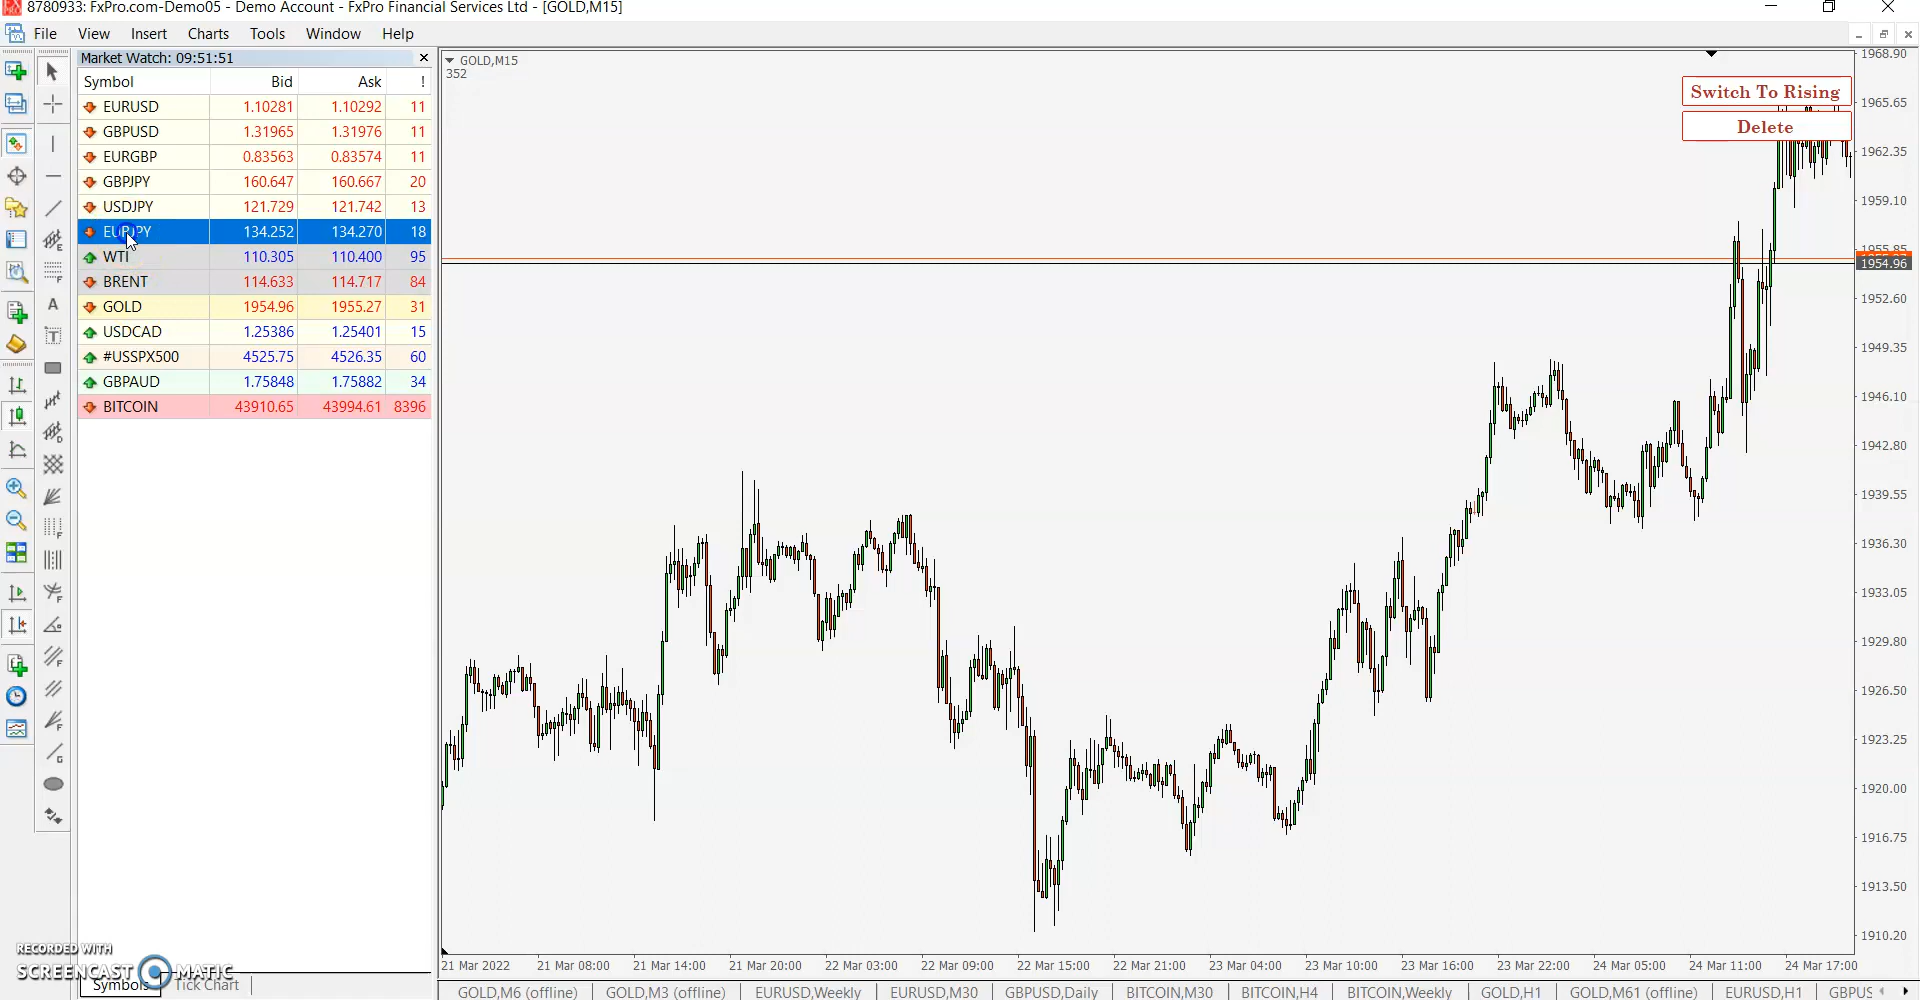 8780933: FxPro.com-Demo05 - Demo Account - FxPro Financial Services Ltd - [GOLD,M15]
File View Insert Charts Tools Window Help
Market Watch: 09:51:51
Symbol Bid Ask !
EURUSD 1.10281 1.10292 11
GBPUSD 1.31965 1.31976 11
EURGBP 0.83563 0.83574 11
GBPJPY 160.647 160.667 20
USDJPY 121.729 121.742 13
EURJPY 134.252 134.270 18
WTI 110.305 110.400 95
BRENT 114.633 114.717 84
GOLD 1954.96 1955.27 31
USDCAD 1.25386 1.25401 15
#USSPX500 4525.75 4526.35 60
GBPAUD 1.75848 1.75882 34
BITCOIN 43910.65 43994.61 8396
Symbols Tick Chart
RECORDED WITH
SCREENCAST MATIC
GOLD,M15
352
Switch To Rising
Delete
1968.90
1965.65
1962.35
1959.10
1955.85
1954.96
1952.60
1949.35
1946.10
1942.80
1939.55
1936.30
1933.05
1929.80
1926.50
1923.25
1920.00
1916.75
1913.50
1910.20
21 Mar 2022 21 Mar 08:00 21 Mar 14:00 21 Mar 20:00 22 Mar 03:00 22 Mar 09:00 22 Mar 15:00 22 Mar 21:00 23 Mar 04:00 23 Mar 10:00 23 Mar 16:00 23 Mar 22:00 24 Mar 05:00 24 Mar 11:00 24 Mar 17:00
GOLD,M6 (offline) GOLD,M3 (offline) EURUSD,Weekly EURUSD,M30 GBPUSD,Daily BITCOIN,M30 BITCOIN,H4 BITCOIN,Weekly GOLD,H1 GOLD,M61 (offline) EURUSD,H1 GBPUS